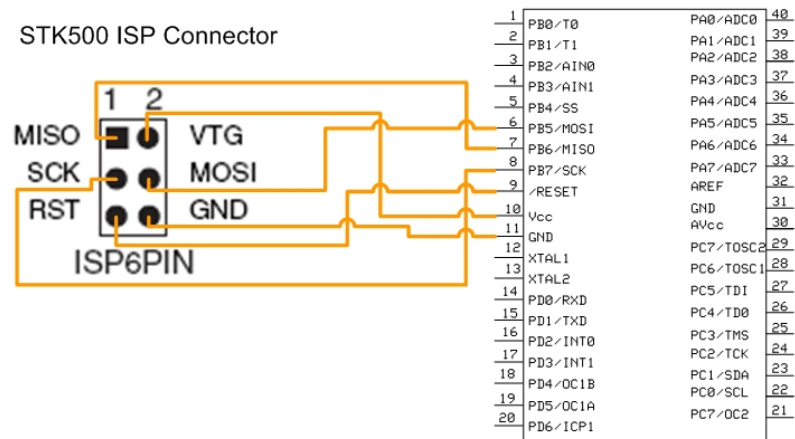 STK500 ISP Connector
1 2
MISO VTG
SCK MOSI
RST GND
ISP6PIN
1 PB0/T0
2 PB1/T1
3 PB2/AIN0
4 PB3/AIN1
5 PB4/SS
6 PB5/MOSI
7 PB6/MISO
8 PB7/SCK
9 /RESET
10 Vcc
11 GND
12 XTAL1
13 XTAL2
14 PD0/RXD
15 PD1/TXD
16 PD2/INT0
17 PD3/INT1
18 PD4/OC1B
19 PD5/OC1A
20 PD6/ICP1
PA0/ADC0 40
PA1/ADC1 39
PA2/ADC2 38
PA3/ADC3 37
PA4/ADC4 36
PA5/ADC5 35
PA6/ADC6 34
PA7/ADC7 33
AREF 32
GND 31
AVcc 30
PC7/TOSC2 29
PC6/TOSC1 28
PC5/TDI 27
PC4/TD0 26
PC3/TMS 25
PC2/TCK 24
PC1/SDA 23
PC0/SCL 22
PC7/OC2 21